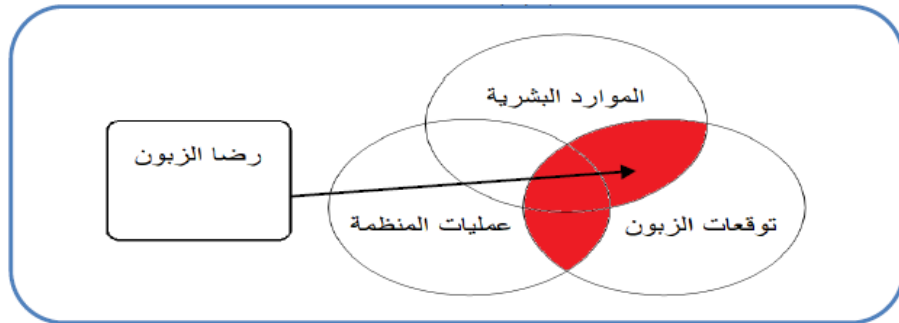 الموارد البشرية
رضا الزبون
عمليات المنظمة
توقعات الزبون